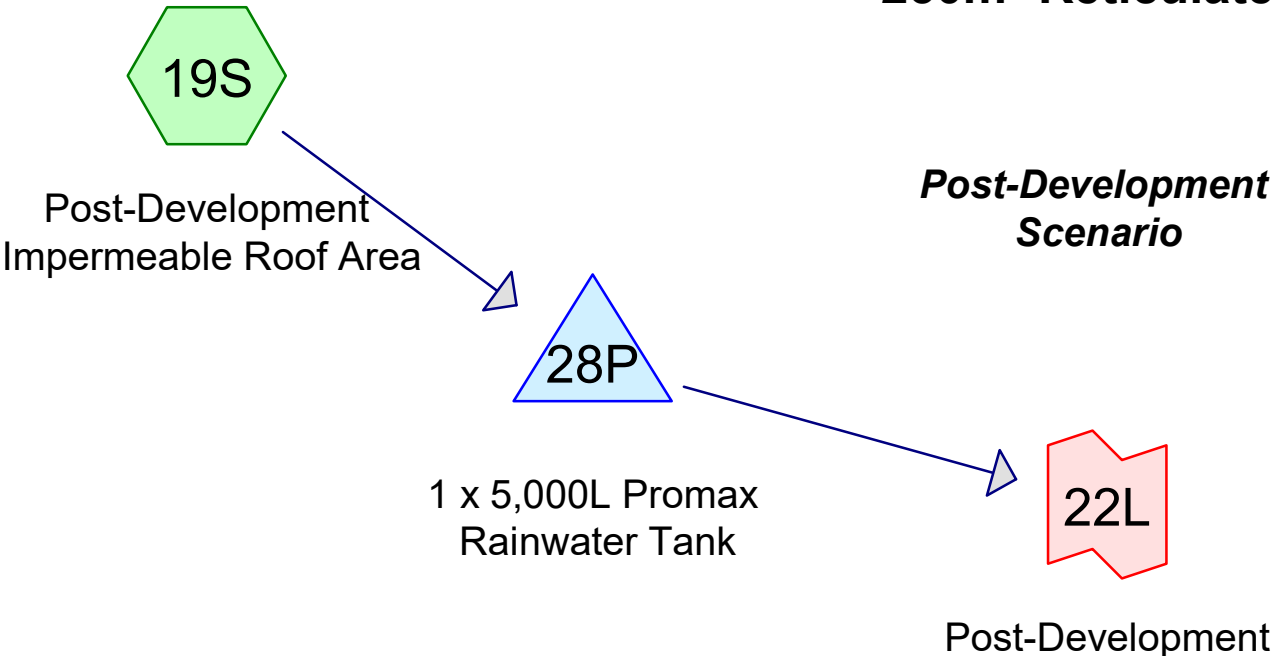 19S
Post-Development
Impermeable Roof Area
Post-Development
Scenario
28P
1 x 5,000L Promax
Rainwater Tank
22L
Post-Development